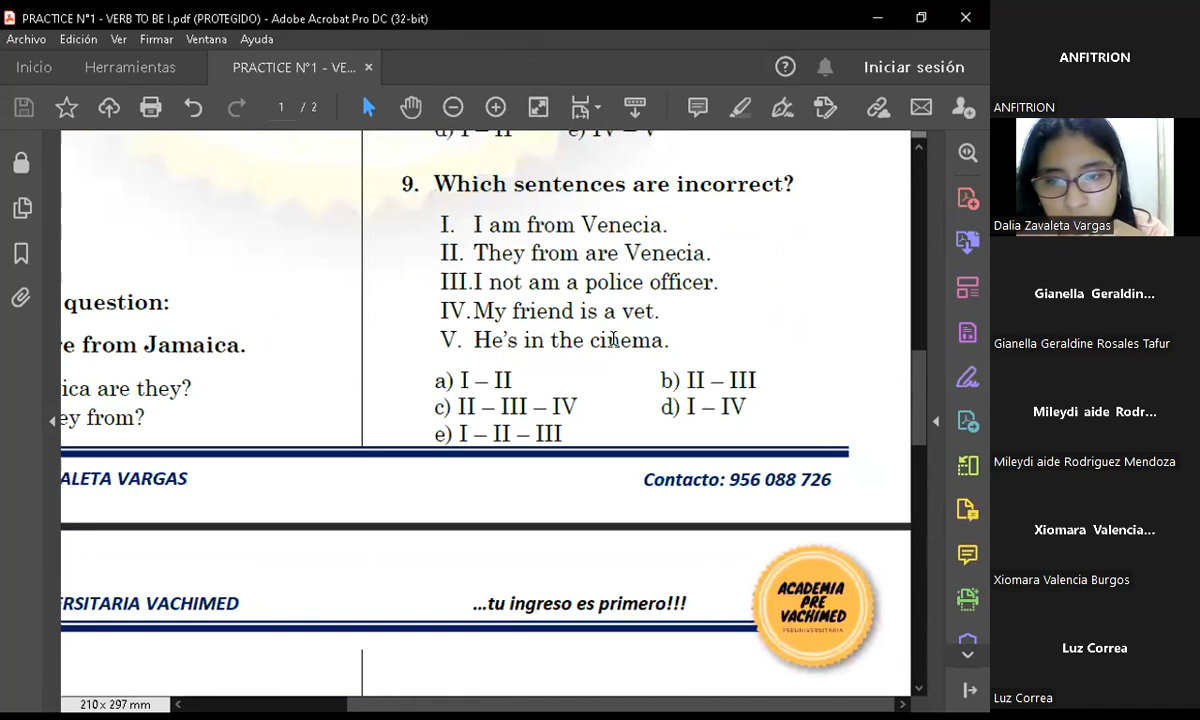 PRACTICE N°1 - VERB TO BE I.pdf (PROTEGIDO) - Adobe Acrobat Pro DC (32-bit)
Archivo Edición Ver Firmar Ventana Ayuda
Inicio Herramientas PRACTICE N°1 - VE... × Iniciar sesión
1 / 2
9. Which sentences are incorrect?
I. I am from Venecia.
II. They from are Venecia.
III.I not am a police officer.
IV.My friend is a vet.
V. He's in the cinema.
a) I – II b) II – III
c) II – III – IV d) I – IV
e) I – II – III
question:
re from Jamaica.
ica are they?
ey from?
ALETA VARGAS Contacto: 956 088 726
ERSITARIA VACHIMED ...tu ingreso es primero!!!
ACADEMIA
PRE
VACHIMED
PREUNIVERSITARIA
210 x 297 mm
ANFITRION
ANFITRION
Dalia Zavaleta Vargas
Gianella Geraldin...
Gianella Geraldine Rosales Tafur
Mileydi aide Rodr...
Mileydi aide Rodriguez Mendoza
Xiomara Valencia...
Xiomara Valencia Burgos
Luz Correa
Luz Correa